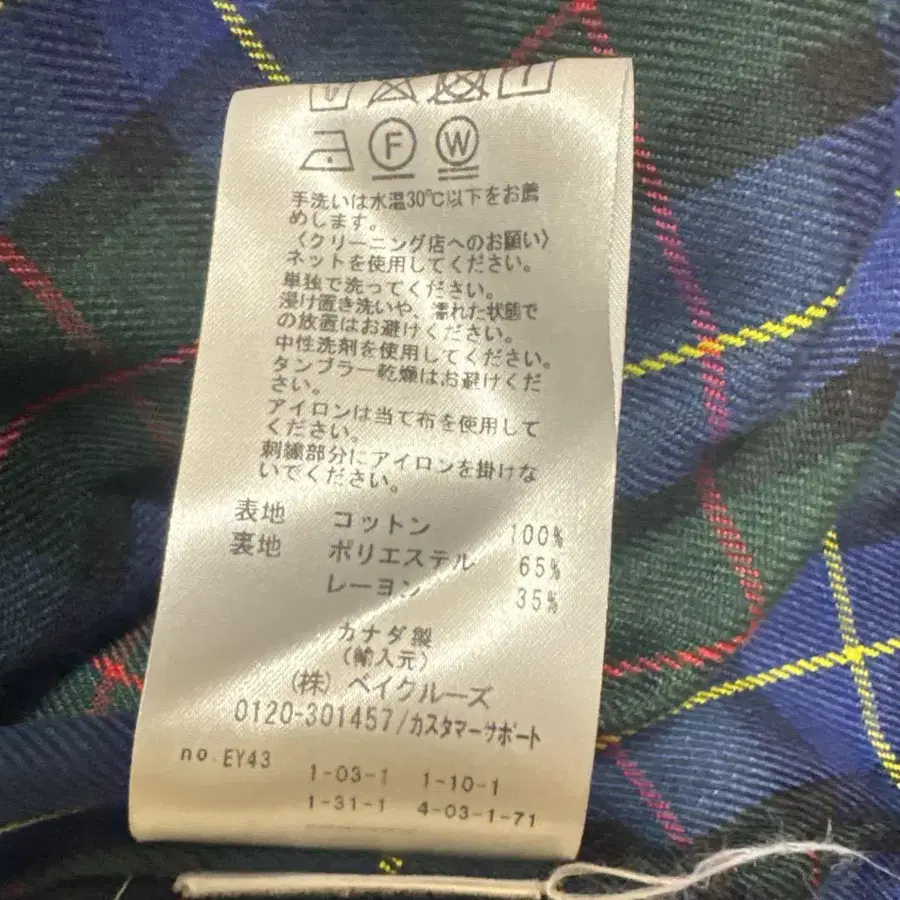 F W
手洗いは水温30℃以下をお薦
めします。
〈クリーニング店へのお願い〉
ネットを使用してください。
単独で洗ってください。
浸け置き洗いや、濡れた状態で
の放置はお避けください。
中性洗剤を使用してください。
タンブラー乾燥はお避けくだ
さい。
アイロンは当て布を使用して
ください。
刺繍部分にアイロンを掛けな
いでください。
表地 コットン 100%
裏地 ポリエステル 65%
レーヨン 35%
カナダ製
(輸入元)
(株) ベイクルーズ
0120-301457/カスタマーサポート
no.EY43 1-03-1 1-10-1
1-31-1 4-03-1-71